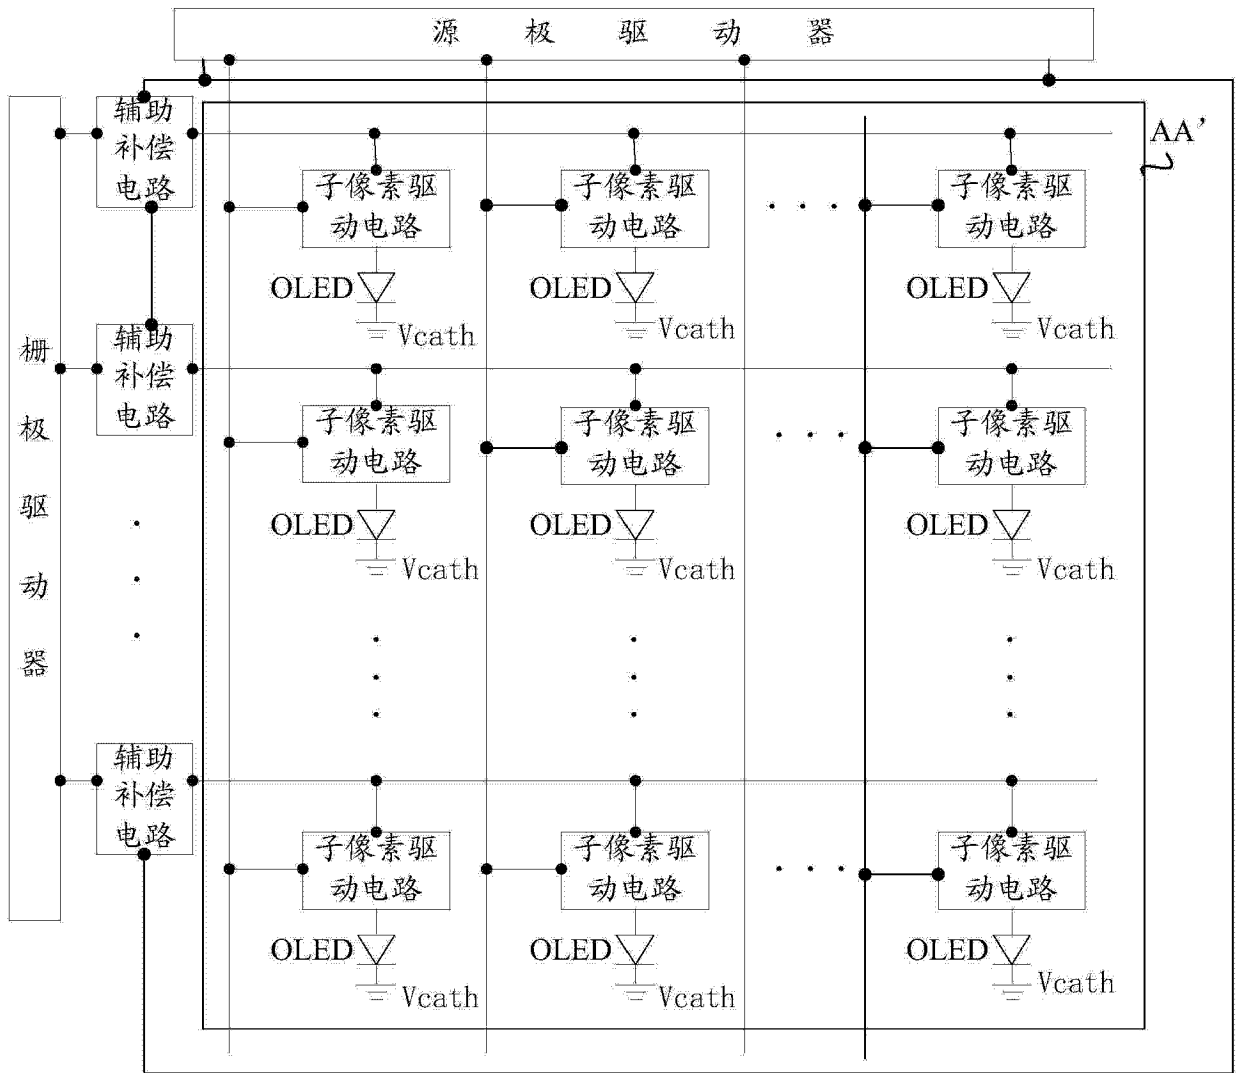 源极驱动器
辅助
补偿
电路
AA’
子像素驱
动电路
子像素驱
动电路
子像素驱
动电路
OLED
OLED
OLED
Vcath
Vcath
Vcath
栅极驱动器
辅助
补偿
电路
子像素驱
动电路
子像素驱
动电路
子像素驱
动电路
OLED
OLED
OLED
Vcath
Vcath
Vcath
辅助
补偿
电路
子像素驱
动电路
子像素驱
动电路
子像素驱
动电路
OLED
OLED
OLED
Vcath
Vcath
Vcath